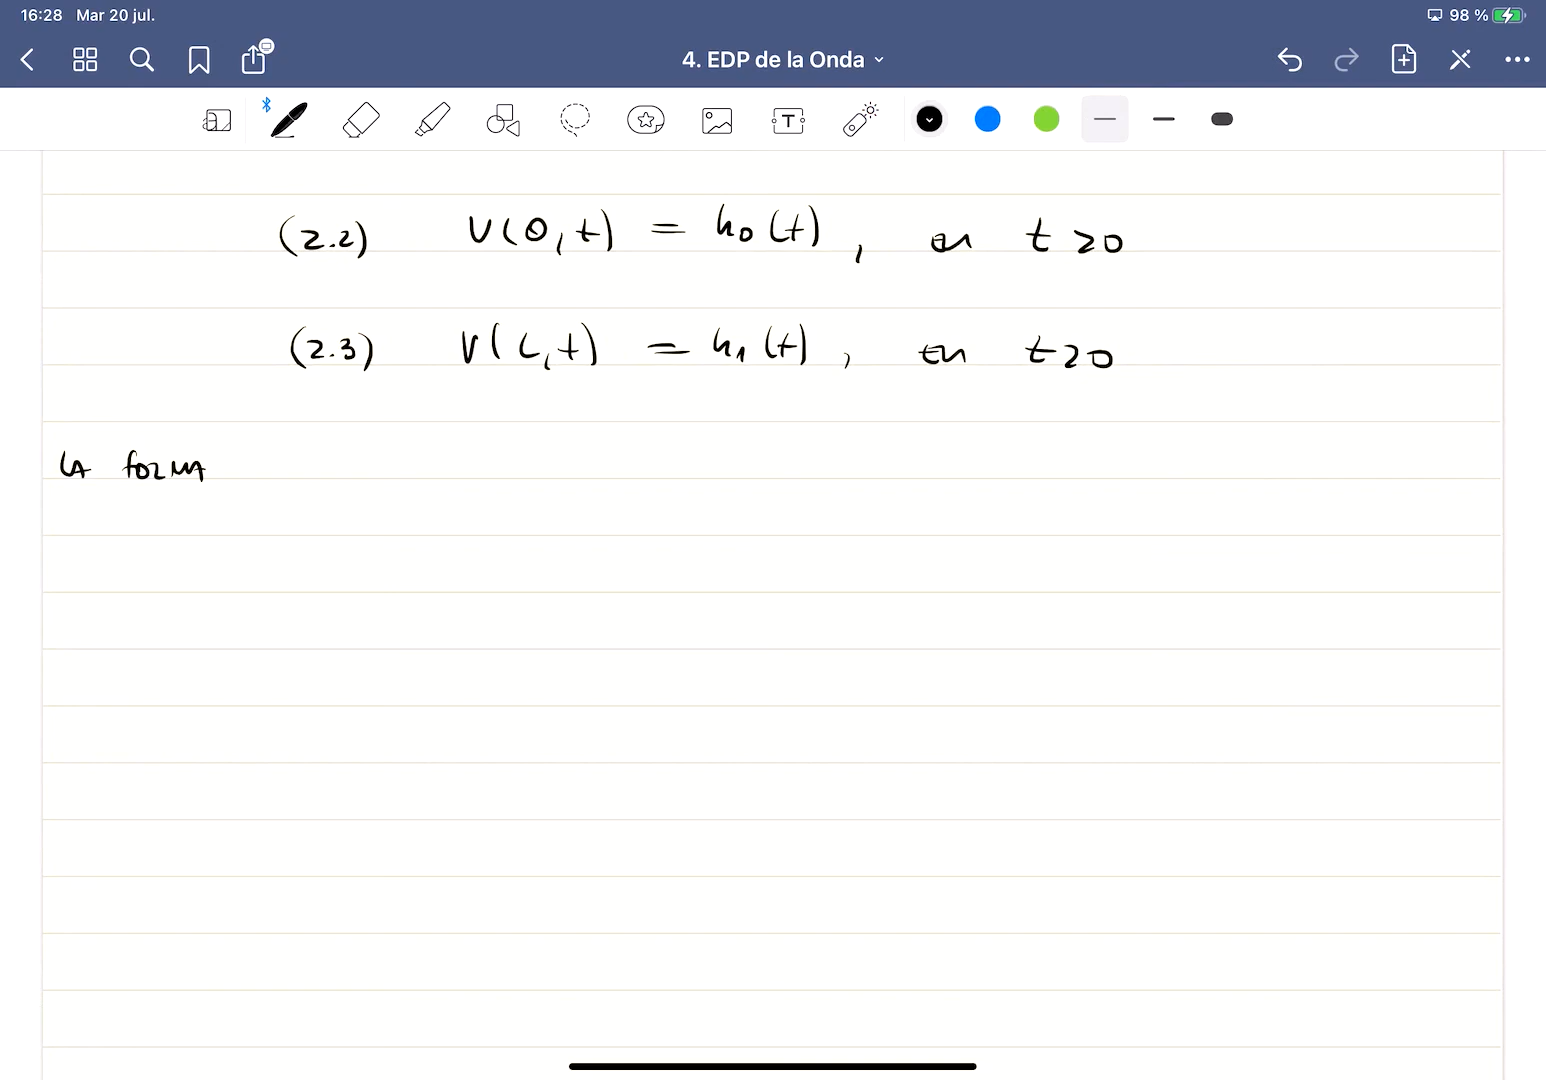 16:28 Mar 20 jul. 98 %
4. EDP de la Onda
T
(2.2) V(0,t) = h₀(t), en t≥0
(2.3) V(L,t) = h₁(t), en t≥0
LA forMA